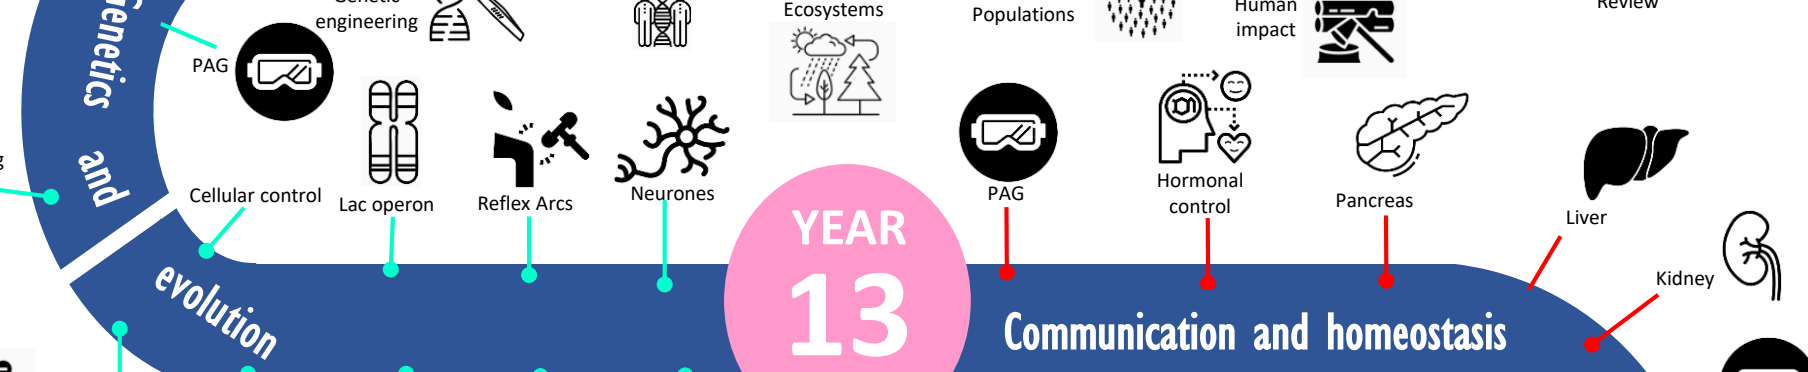 Genetic
engineering
Ecosystems
Populations
Human
impact
Review
Genetics
and
PAG
Cellular control
Lac operon
Reflex Arcs
Neurones
PAG
Hormonal
control
Pancreas
Liver
Kidney
evolution
YEAR
13
Communication and homeostasis